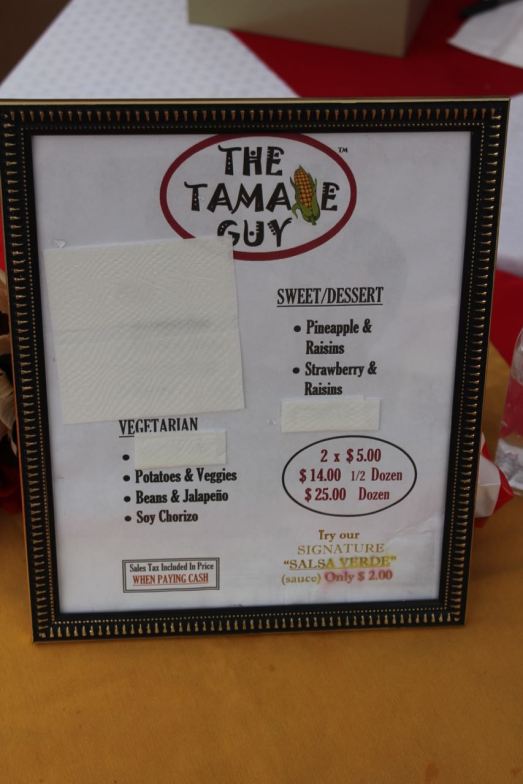 THE
TAMALE
GUY
TM
SWEET/DESSERT
• Pineapple &
Raisins
• Strawberry &
Raisins
VEGETARIAN
•
• Potatoes & Veggies
• Beans & Jalapeño
• Soy Chorizo
2 x $5.00
$14.00 1/2 Dozen
$25.00 Dozen
Sales Tax Included In Price
WHEN PAYING CASH
Try our
SIGNATURE
"SALSA VERDE"
(sauce) Only $2.00